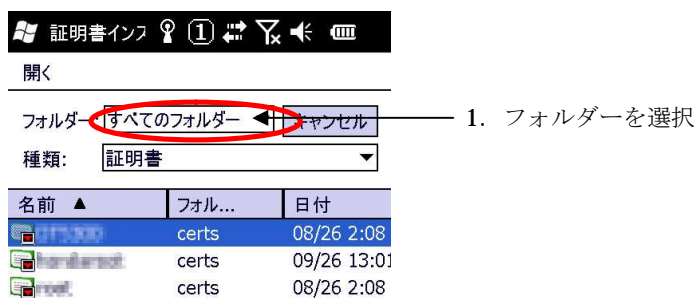 証明書インス 1
開く
フォルダー: すべてのフォルダー キャンセル
1. フォルダーを選択
種類: 証明書
名前 ▲ フォル... 日付
certs 08/26 2:08
certs 09/26 13:01
certs 08/26 2:08